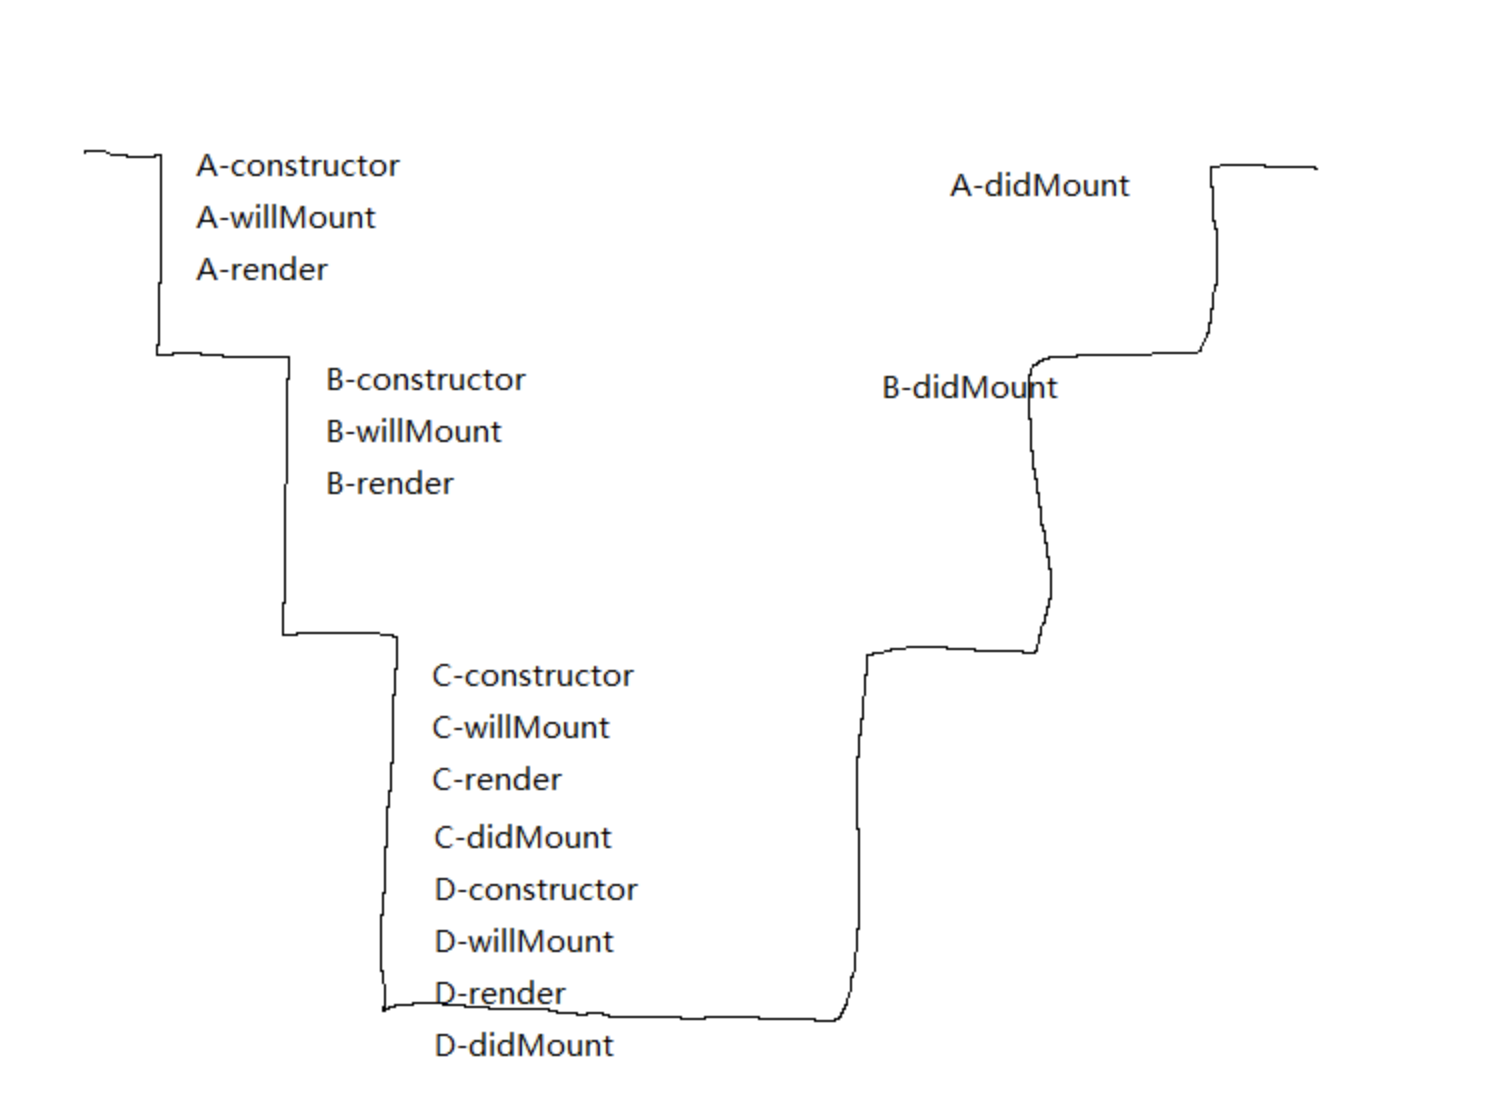 A-constructor
A-willMount
A-render
A-didMount
B-constructor
B-willMount
B-render
B-didMount
C-constructor
C-willMount
C-render
C-didMount
D-constructor
D-willMount
D-render
D-didMount